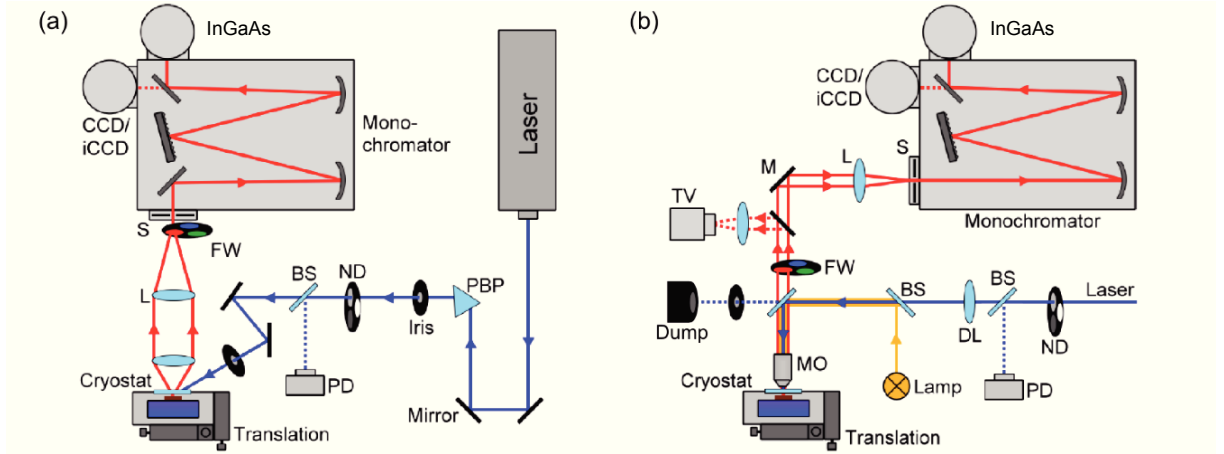 (a)
InGaAs
CCD/
iCCD
Mono-
chromator
Laser
S
FW
L
BS
ND
Iris
PBP
PD
Cryostat
Mirror
Translation
(b)
InGaAs
CCD/
iCCD
S
L
M
TV
Monochromator
FW
BS
BS
Laser
Dump
DL
ND
MO
Cryostat
Lamp
PD
Translation